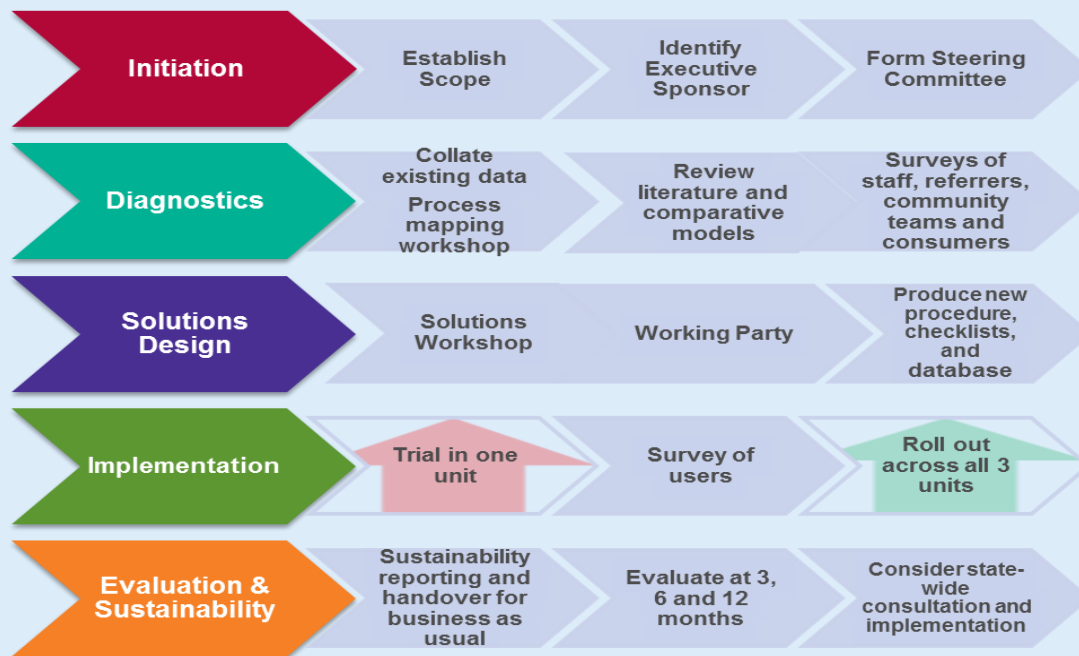 Initiation
Establish
Scope
Identify
Executive
Sponsor
Form Steering
Committee
Diagnostics
Collate
existing data
Process
mapping
workshop
Review
literature and
comparative
models
Surveys of
staff, referrers,
community
teams and
consumers
Solutions
Design
Solutions
Workshop
Working Party
Produce new
procedure,
checklists,
and
database
Implementation
Trial in one
unit
Survey of
users
Roll out
across all 3
units
Evaluation &
Sustainability
Sustainability
reporting and
handover for
business as
usual
Evaluate at 3,
6 and 12
months
Consider state-
wide
consultation and
implementation